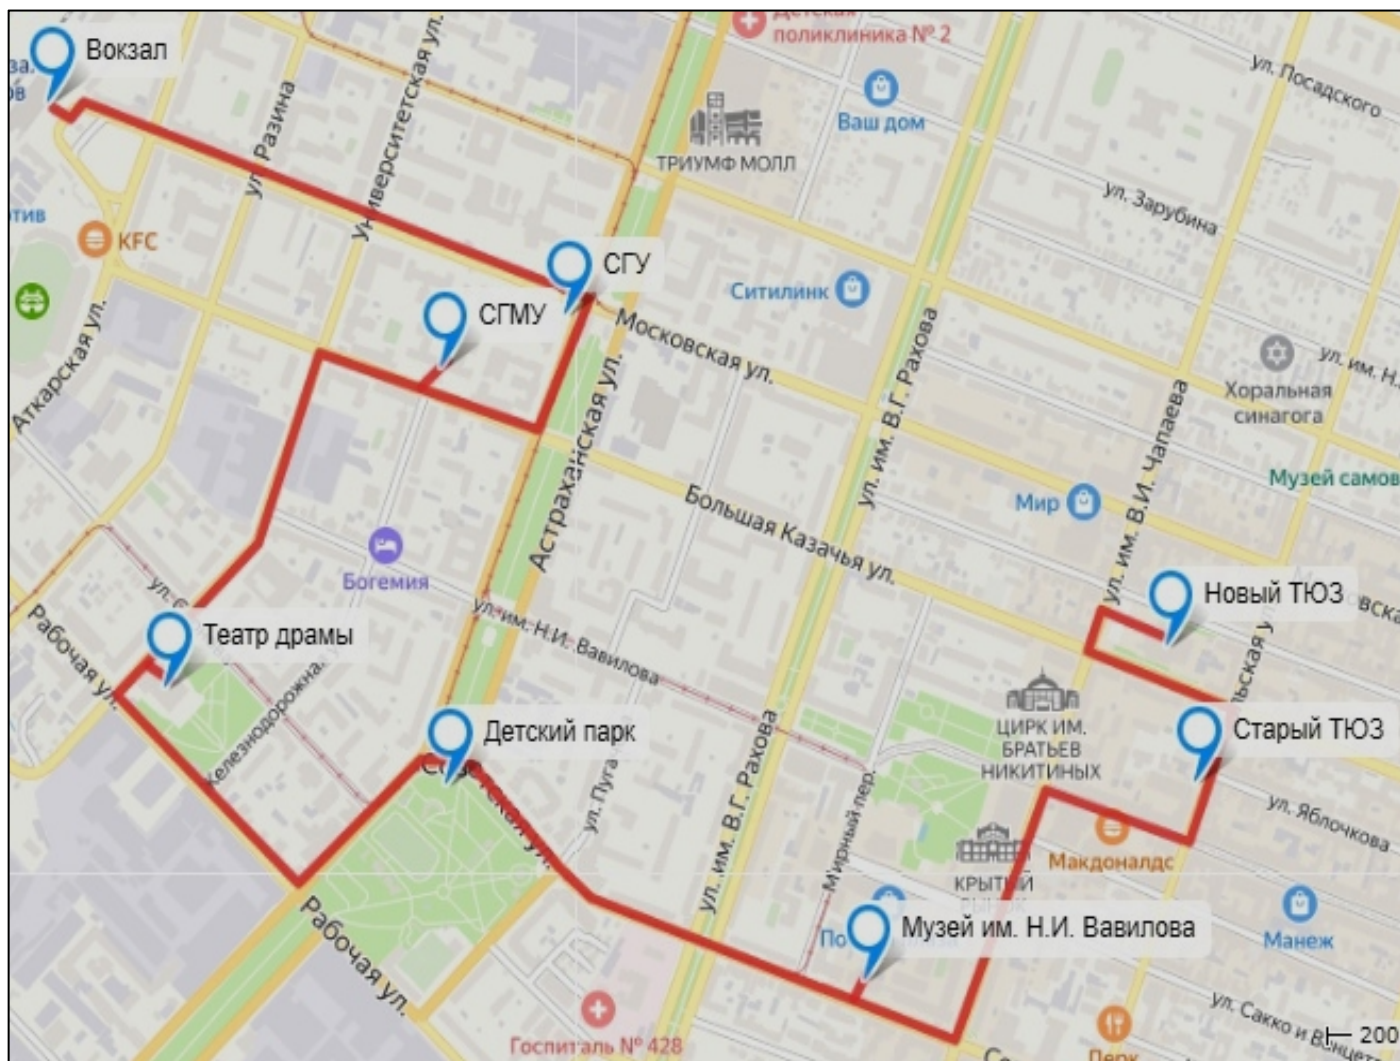 Вокзал
поликлиника № 2
Ваш дом
ул. Посадского
ул. Разина
Университетская ул.
ТРИУМФ МОЛЛ
ул. Зарубина
KFC
СГУ
СГМУ
Ситилинк
Московская ул.
ул. им. В.Г. Рахова
Хоральная
синагога
Аткарская ул.
Астраханская ул.
ул. им. В.И. Чапаева
Музей самов
Мир
Большая Казачья ул.
Богемия
Новый ТЮЗ
Рабочая ул.
Театр драмы
ул. им. Н.И. Вавилова
ЦИРК ИМ.
БРАТЬЕВ
НИКИТИНЫХ
Старый ТЮЗ
Детский парк
Железнодорожная
ул. Пуга
ул. им. В.Г. Рахова
Мирный пер.
ул. Яблочкова
Макдоналдс
КРЫТЫЙ
Рабочая ул.
Музей им. Н.И. Вавилова
Манеж
Госпиталь № 428
ул. Сакко и Ванцет
200